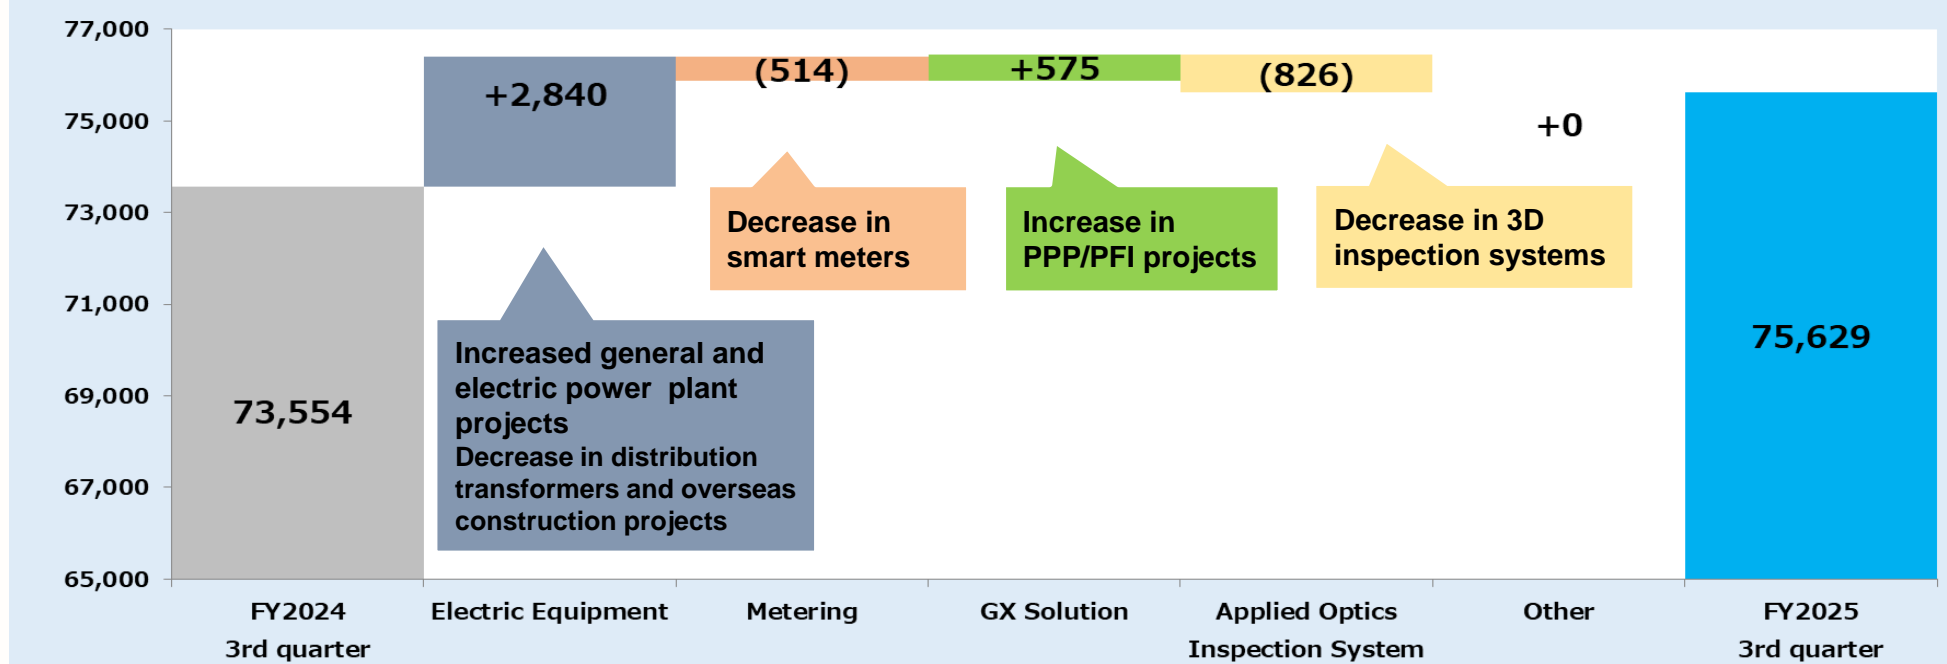 77,000
75,000
73,000
71,000
69,000
67,000
65,000
73,554
+2,840
(514)
+575
(826)
+0
75,629
Increased general and
electric power plant
projects
Decrease in distribution
transformers and overseas
construction projects
Decrease in
smart meters
Increase in
PPP/PFI projects
Decrease in 3D
inspection systems
FY2024
3rd quarter
Electric Equipment
Metering
GX Solution
Applied Optics
Inspection System
Other
FY2025
3rd quarter